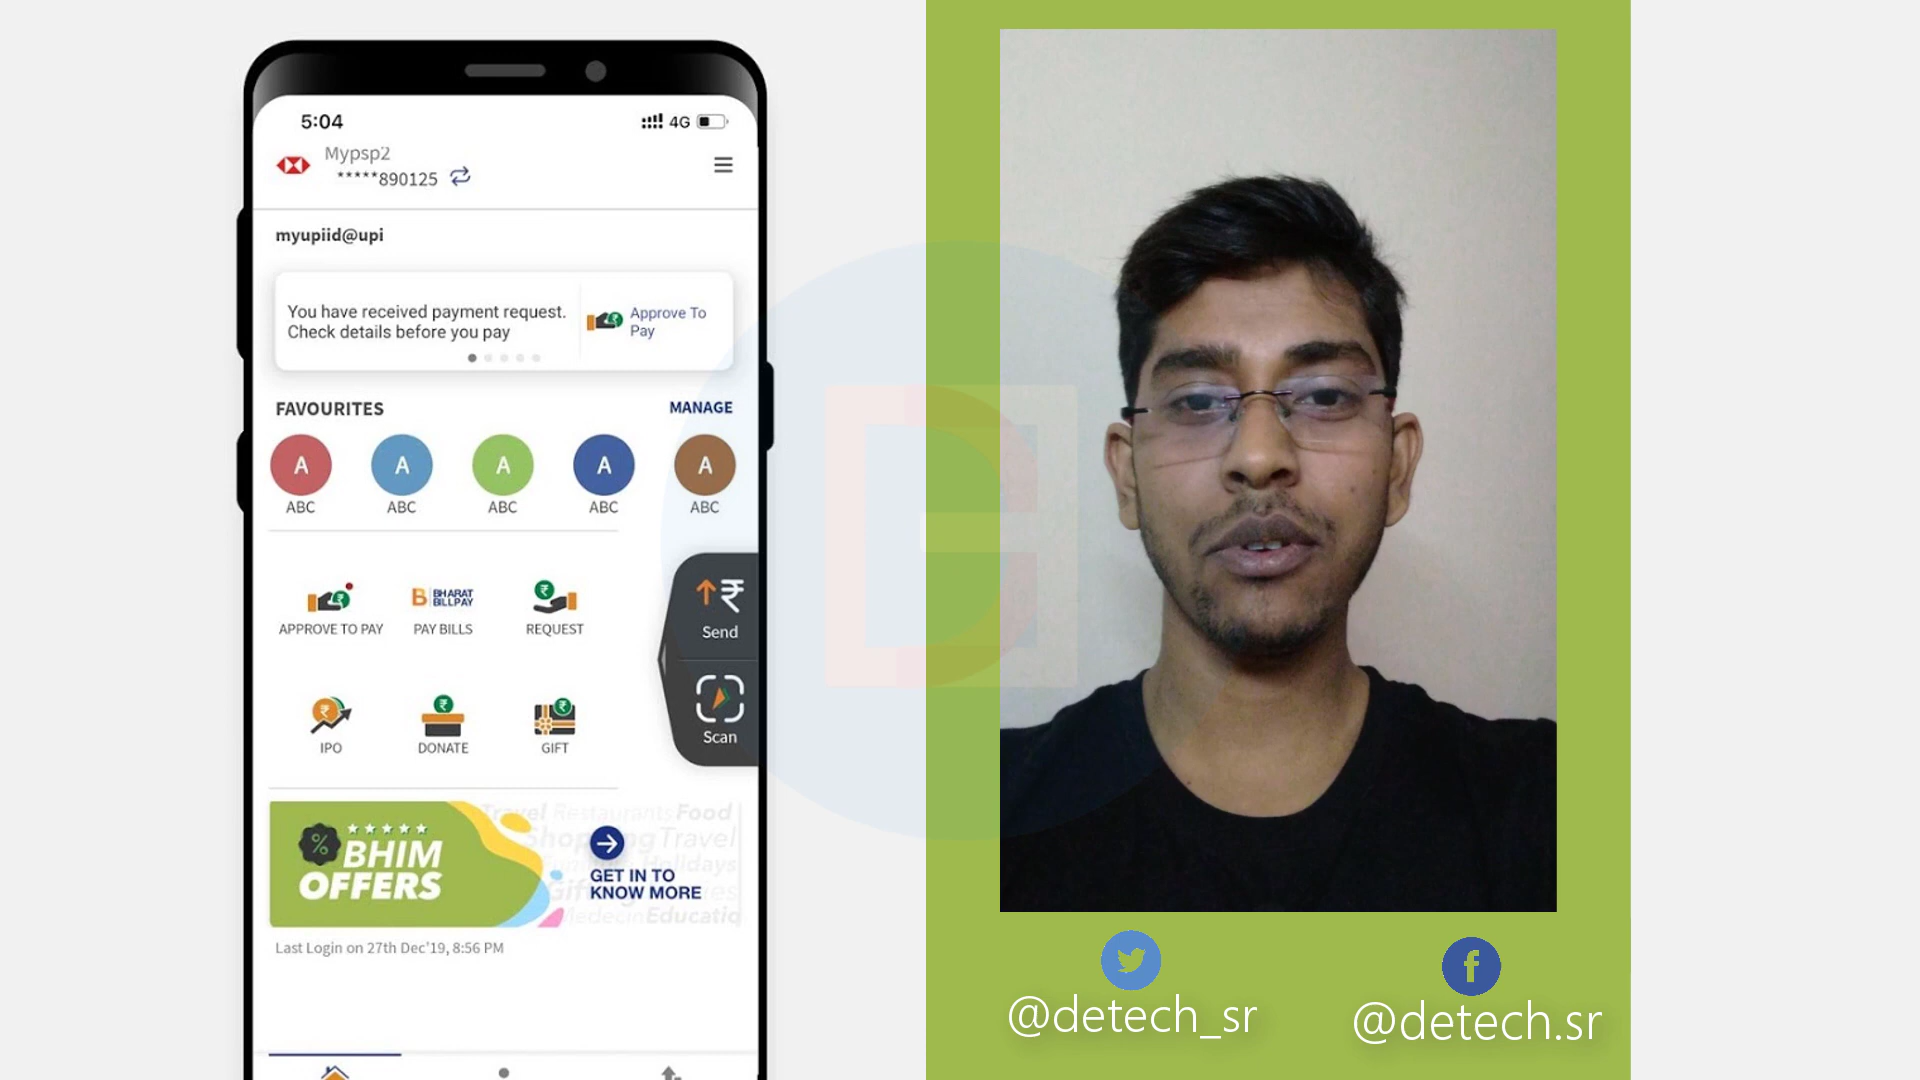 5:04
4G
Mypsp2
*****890125
myupiid@upi
You have received payment request.
Check details before you pay
Approve To
Pay
FAVOURITES
MANAGE
A
A
A
A
A
ABC
ABC
ABC
ABC
ABC
B BHARAT
BILLPAY
APPROVE TO PAY
PAY BILLS
REQUEST
Send
IPO
DONATE
GIFT
Scan
Travel Restaurants Food
Shopping Travel
Holidays
%
BHIM
OFFERS
GET IN TO
KNOW MORE
Last Login on 27th Dec'19, 8:56 PM
f
@detech_sr
@detech.sr